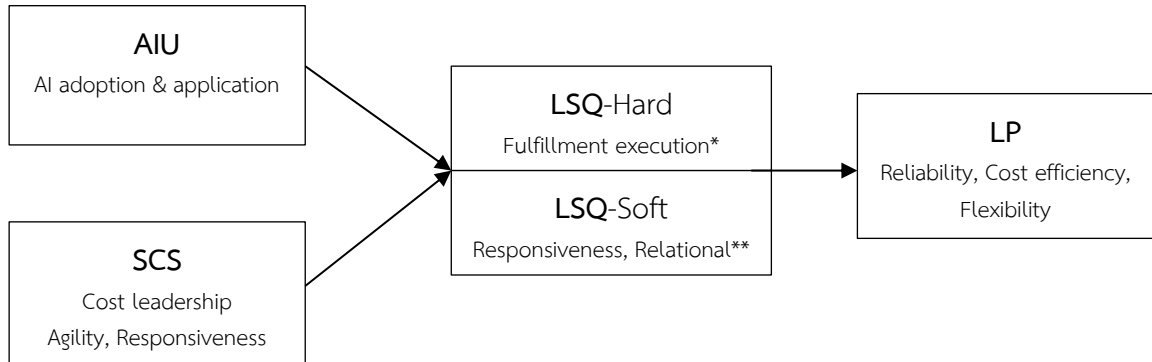 AIU
AI adoption & application
SCS
Cost leadership
Agility, Responsiveness
LSQ-Hard
Fulfillment execution*
LSQ-Soft
Responsiveness, Relational**
LP
Reliability, Cost efficiency,
Flexibility